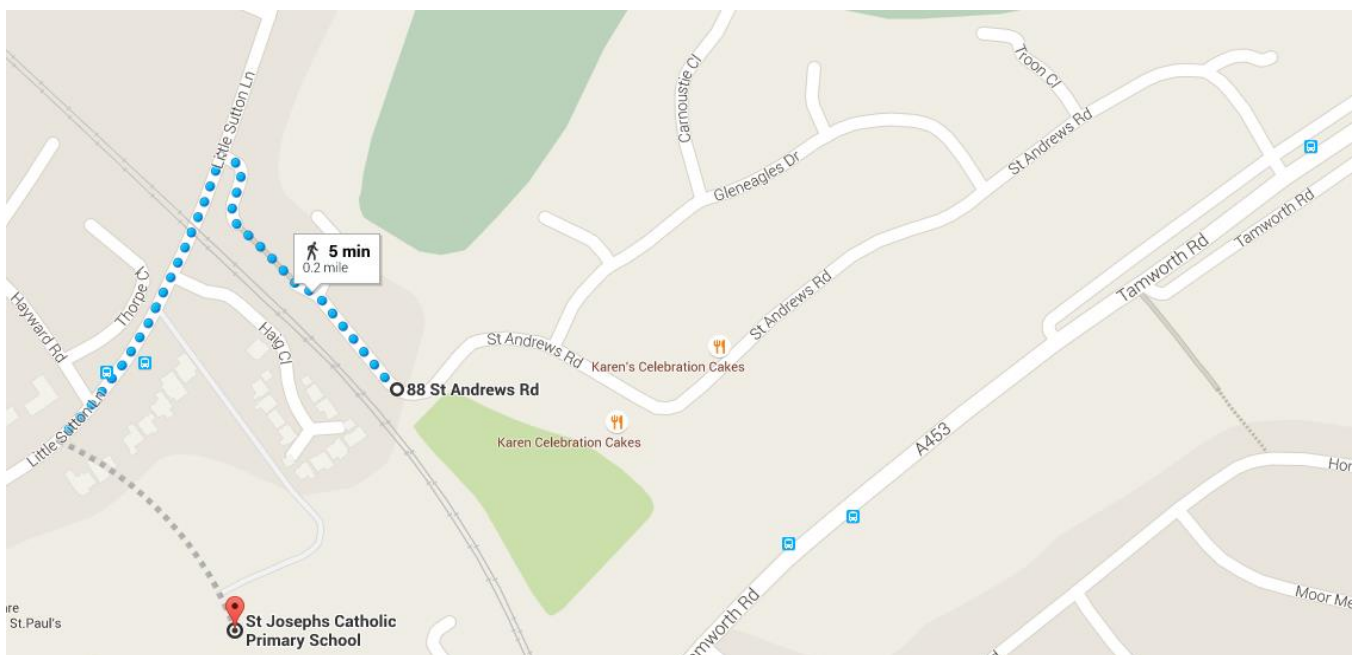 Little Sutton Ln
Carnoustie Cl
Troon Cl
St Andrews Rd
Gleneagles Dr
Tamworth Rd
Tamworth Rd
5 min
0.2 mile
Thorpe Cl
Hayward Rd
Haig Cl
St Andrews Rd
St Andrews Rd
Karen's Celebration Cakes
88 St Andrews Rd
Karen Celebration Cakes
Little Sutton Ln
A453
Hor
Moor Me
are
St.Paul's
St Josephs Catholic
Primary School
amworth Rd